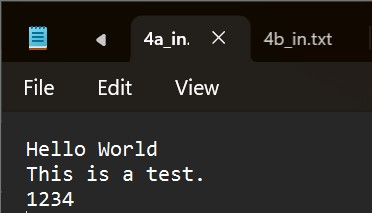 4a_in.
4b_in.txt
File Edit View
Hello World
This is a test.
1234